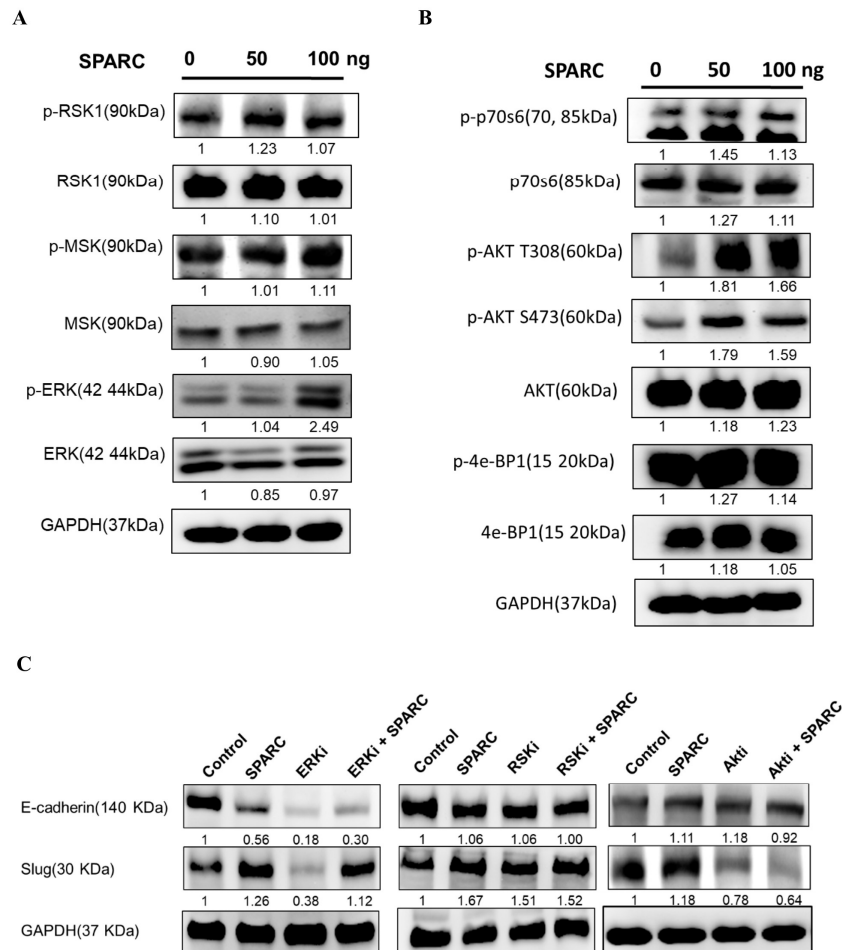 A
SPARC 0 50 100 ng
p-RSK1(90kDa)
1 1.23 1.07
RSK1(90kDa)
1 1.10 1.01
p-MSK(90kDa)
1 1.01 1.11
MSK(90kDa)
1 0.90 1.05
p-ERK(42 44kDa)
1 1.04 2.49
ERK(42 44kDa)
1 0.85 0.97
GAPDH(37kDa)
B
SPARC 0 50 100 ng
p-p70s6(70, 85kDa)
1 1.45 1.13
p70s6(85kDa)
1 1.27 1.11
p-AKT T308(60kDa)
1 1.81 1.66
p-AKT S473(60kDa)
1 1.79 1.59
AKT(60kDa)
1 1.18 1.23
p-4e-BP1(15 20kDa)
1 1.27 1.14
4e-BP1(15 20kDa)
1 1.18 1.05
GAPDH(37kDa)
C
Control SPARC ERKi ERKi + SPARC Control SPARC RSKi RSKi + SPARC Control SPARC Akti Akti + SPARC
E-cadherin(140 KDa)
1 0.56 0.18 0.30 1 1.06 1.06 1.00 1 1.11 1.18 0.92
Slug(30 KDa)
1 1.26 0.38 1.12 1 1.67 1.51 1.52 1 1.18 0.78 0.64
GAPDH(37 KDa)